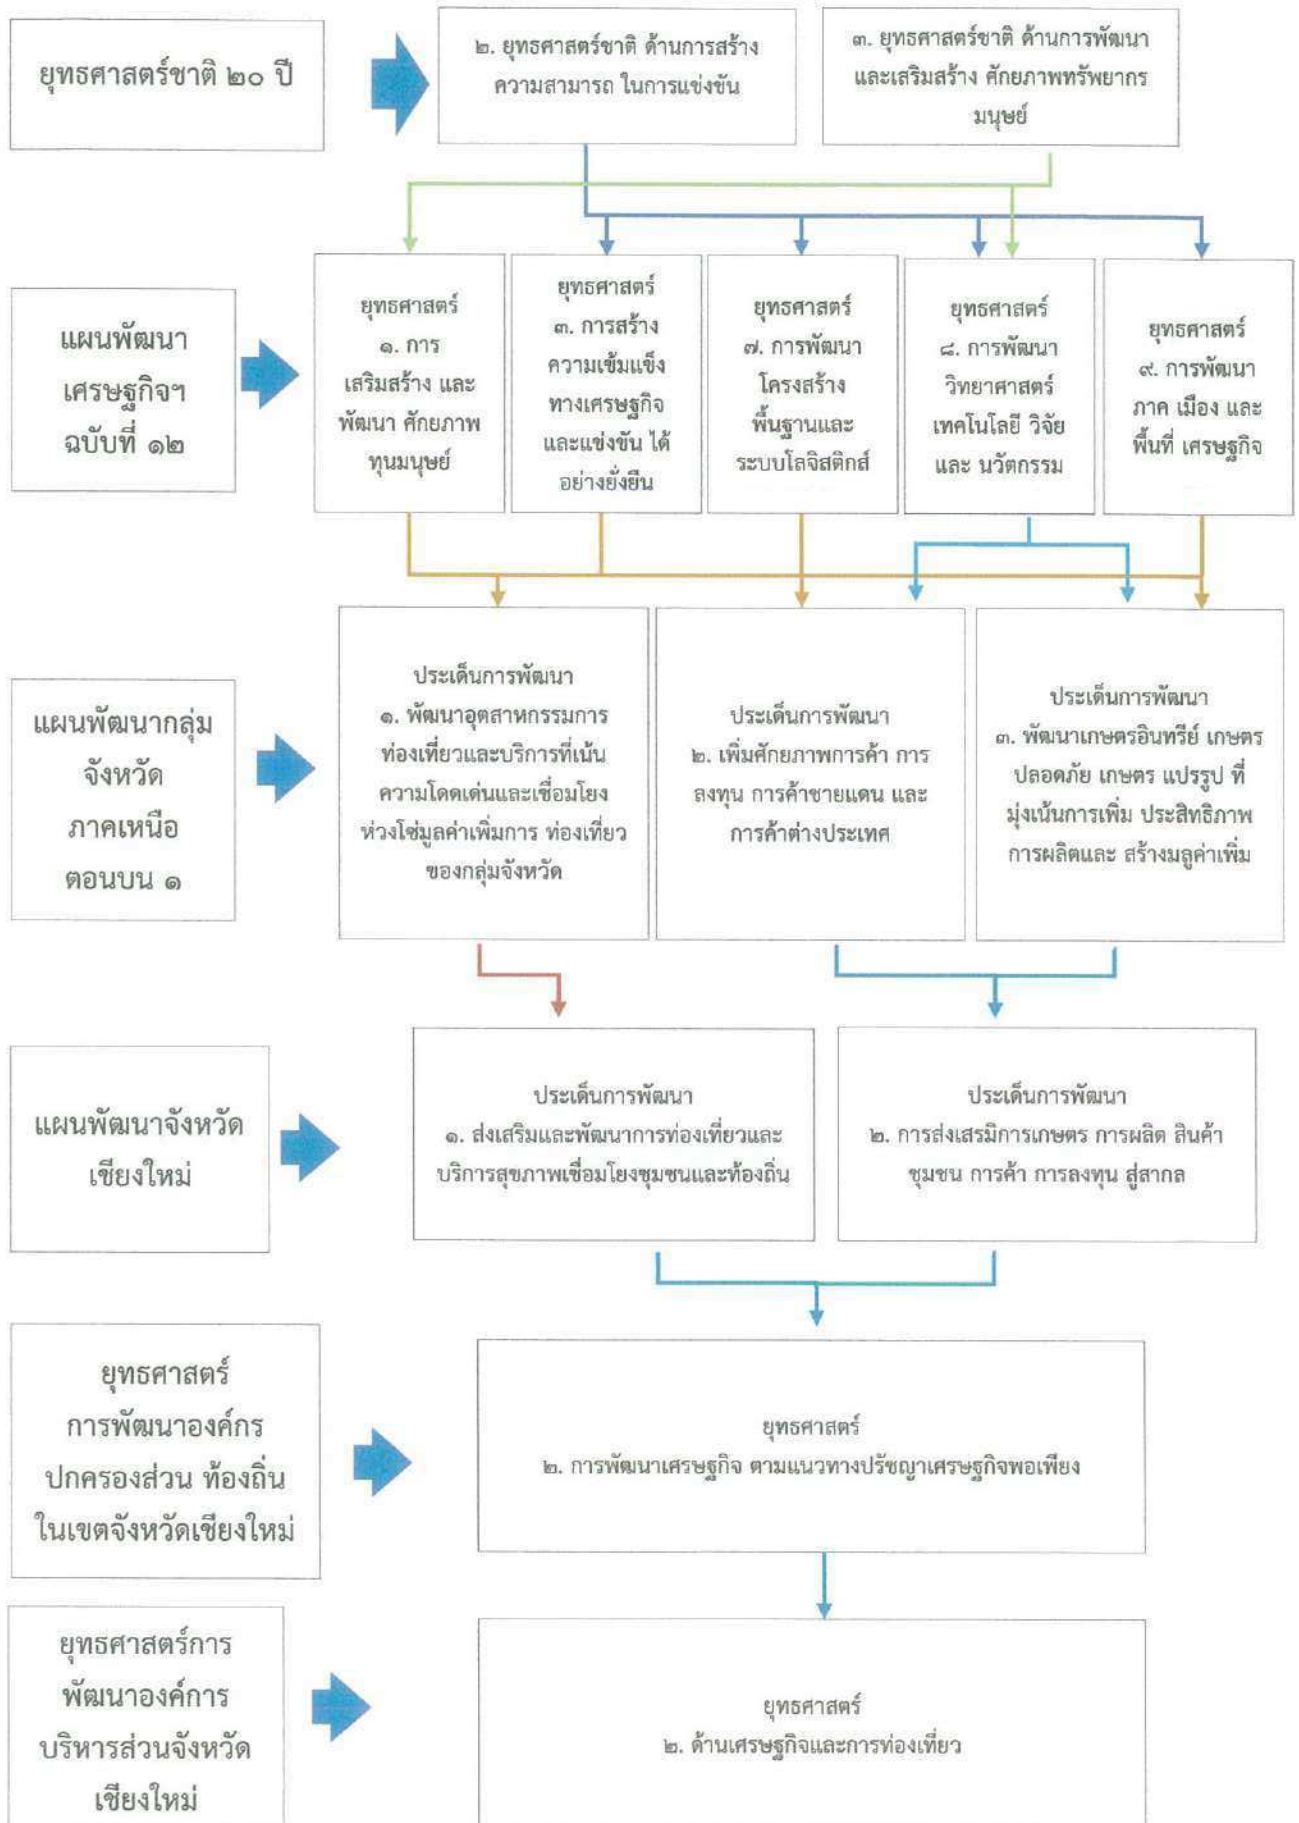 ยุทธศาสตร์ชาติ ๒๐ ปี
๒. ยุทธศาสตร์ชาติ ด้านการสร้าง
ความสามารถ ในการแข่งขัน
๓. ยุทธศาสตร์ชาติ ด้านการพัฒนา
และเสริมสร้าง ศักยภาพทรัพยากร
มนุษย์
แผนพัฒนา
เศรษฐกิจฯ
ฉบับที่ ๑๒
ยุทธศาสตร์
๑. การ
เสริมสร้าง และ
พัฒนา ศักยภาพ
ทุนมนุษย์
ยุทธศาสตร์
๓. การสร้าง
ความเข้มแข็ง
ทางเศรษฐกิจ
และแข่งขัน ได้
อย่างยั่งยืน
ยุทธศาสตร์
๗. การพัฒนา
โครงสร้าง
พื้นฐานและ
ระบบโลจิสติกส์
ยุทธศาสตร์
๘. การพัฒนา
วิทยาศาสตร์
เทคโนโลยี วิจัย
และ นวัตกรรม
ยุทธศาสตร์
๙. การพัฒนา
ภาค เมือง และ
พื้นที่ เศรษฐกิจ
แผนพัฒนากลุ่ม
จังหวัด
ภาคเหนือ
ตอนบน ๑
ประเด็นการพัฒนา
๑. พัฒนาอุตสาหกรรมการ
ท่องเที่ยวและบริการที่เน้น
ความโดดเด่นและเชื่อมโยง
ห่วงโซ่มูลค่าเพิ่มการ ท่องเที่ยว
ของกลุ่มจังหวัด
ประเด็นการพัฒนา
๒. เพิ่มศักยภาพการค้า การ
ลงทุน การค้าชายแดน และ
การค้าต่างประเทศ
ประเด็นการพัฒนา
๓. พัฒนาเกษตรอินทรีย์ เกษตร
ปลอดภัย เกษตร แปรรูป ที่
มุ่งเน้นการเพิ่ม ประสิทธิภาพ
การผลิตและ สร้างมลูค่าเพิ่ม
แผนพัฒนาจังหวัด
เชียงใหม่
ประเด็นการพัฒนา
๑. ส่งเสริมและพัฒนาการท่องเที่ยวและ
บริการสุขภาพเชื่อมโยงชุมชนและท้องถิ่น
ประเด็นการพัฒนา
๒. การส่งเสรมิการเกษตร การผลิต สินค้า
ชุมชน การค้า การลงทุน สู่สากล
ยุทธศาสตร์
การพัฒนาองค์กร
ปกครองส่วน ท้องถิ่น
ในเขตจังหวัดเชียงใหม่
ยุทธศาสตร์
๒. การพัฒนาเศรษฐกิจ ตามแนวทางปรัชญาเศรษฐกิจพอเพียง
ยุทธศาสตร์การ
พัฒนาองค์การ
บริหารส่วนจังหวัด
เชียงใหม่
ยุทธศาสตร์
๒. ด้านเศรษฐกิจและการท่องเที่ยว